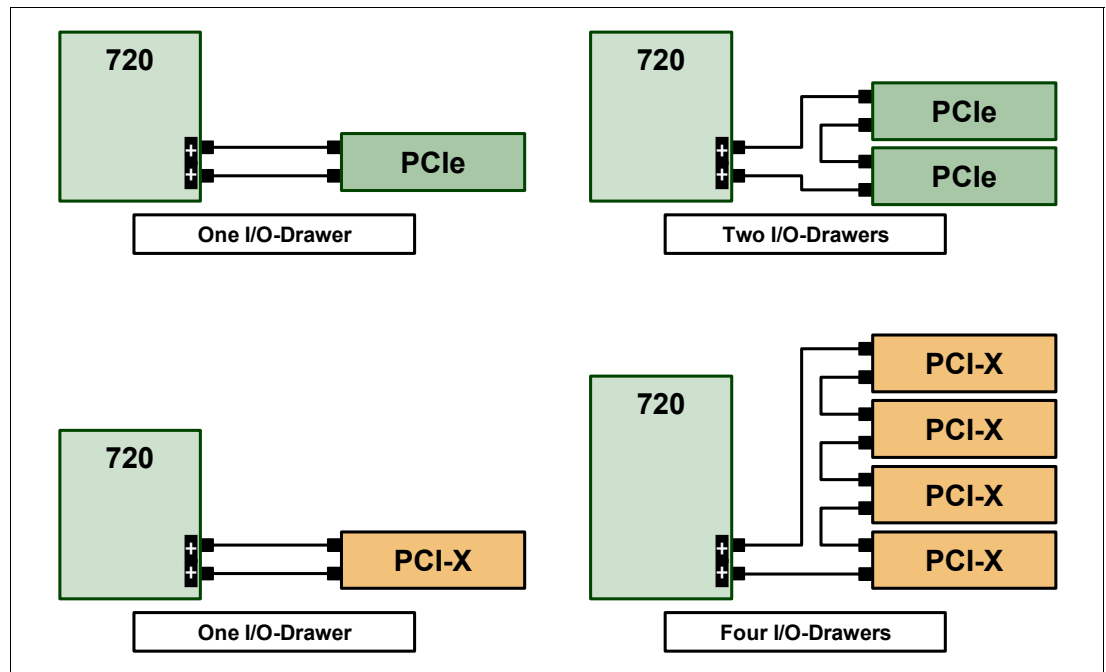 720
+
+
PCIe
One I/O-Drawer
720
+
+
PCIe
PCIe
Two I/O-Drawers
720
+
+
PCI-X
One I/O-Drawer
720
+
+
PCI-X
PCI-X
PCI-X
PCI-X
Four I/O-Drawers